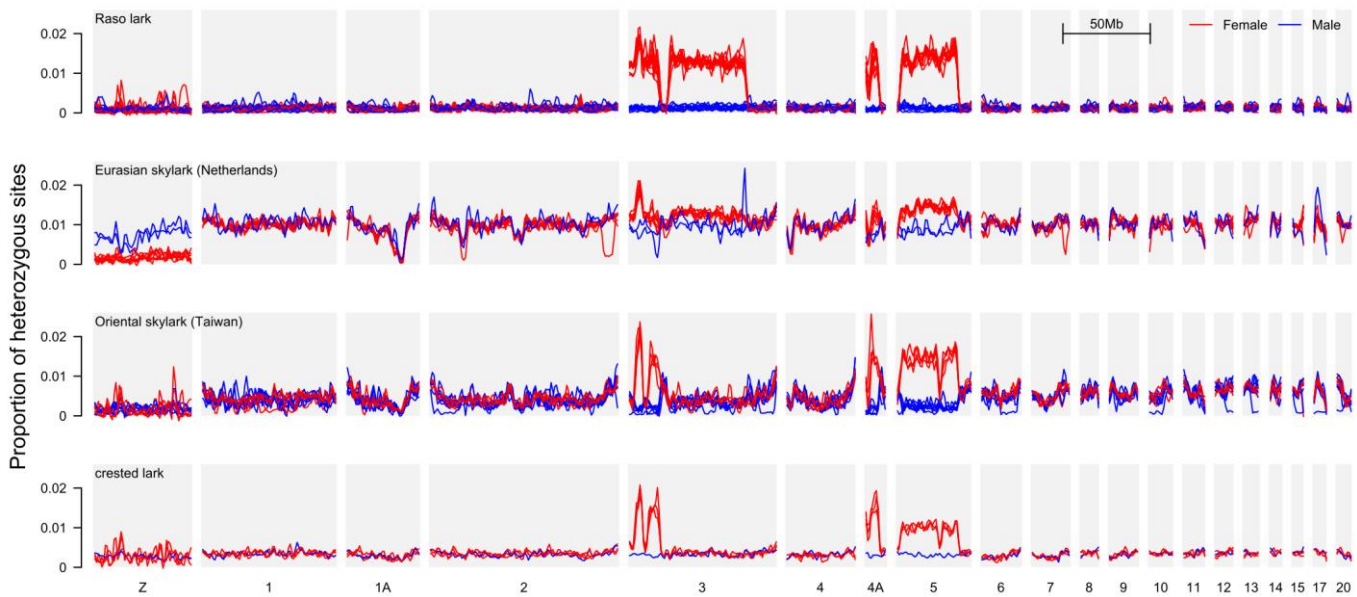 Proportion of heterozygous sites
Raso lark
50Mb
Female
Male
0.02
0.01
0
Eurasian skylark (Netherlands)
0.02
0.01
0
Oriental skylark (Taiwan)
0.02
0.01
0
crested lark
0.02
0.01
0
Z 1 1A 2 3 4 4A 5 6 7 8 9 10 11 12 13 14 15 17 20